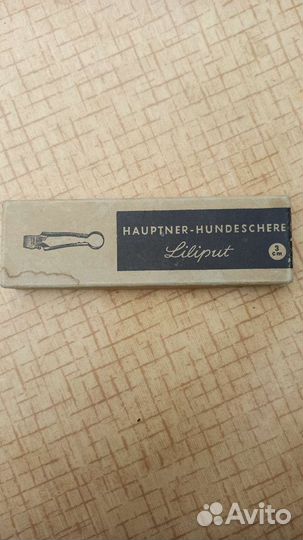 HAUPTNER-HUNDESCHERE
Liliput
3
cm
Avito